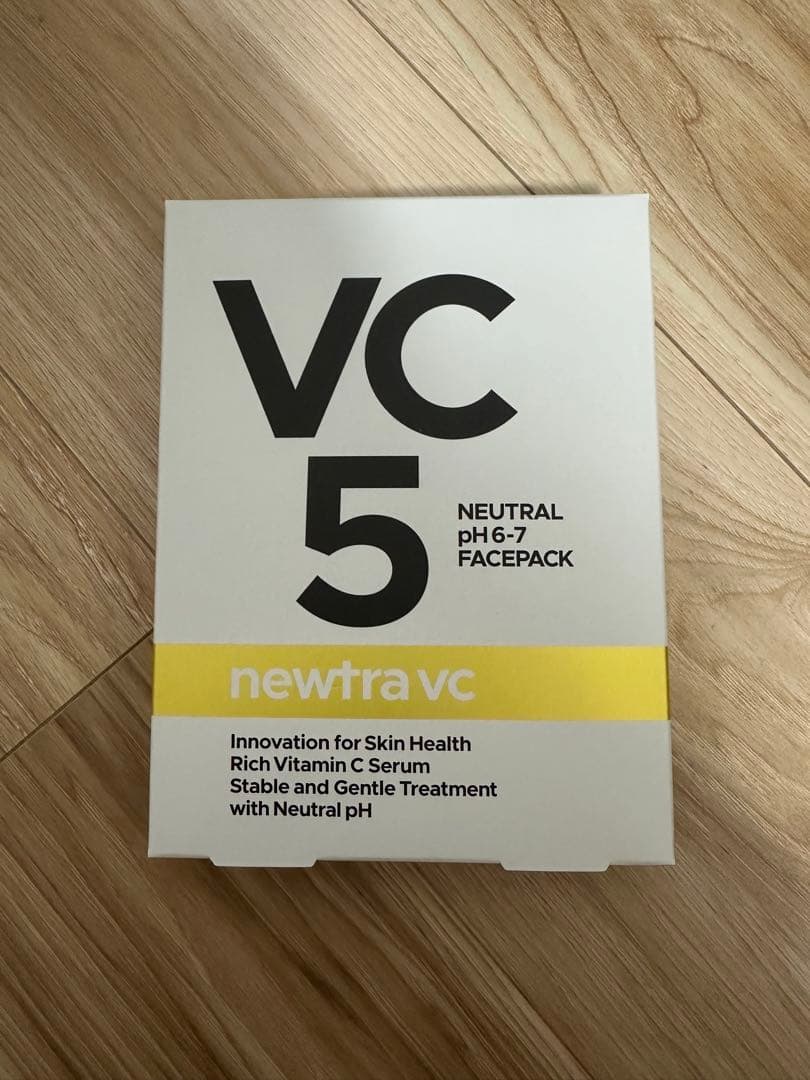 VC
5
NEUTRAL
pH 6-7
FACEPACK
newtra vc
Innovation for Skin Health
Rich Vitamin C Serum
Stable and Gentle Treatment
with Neutral pH